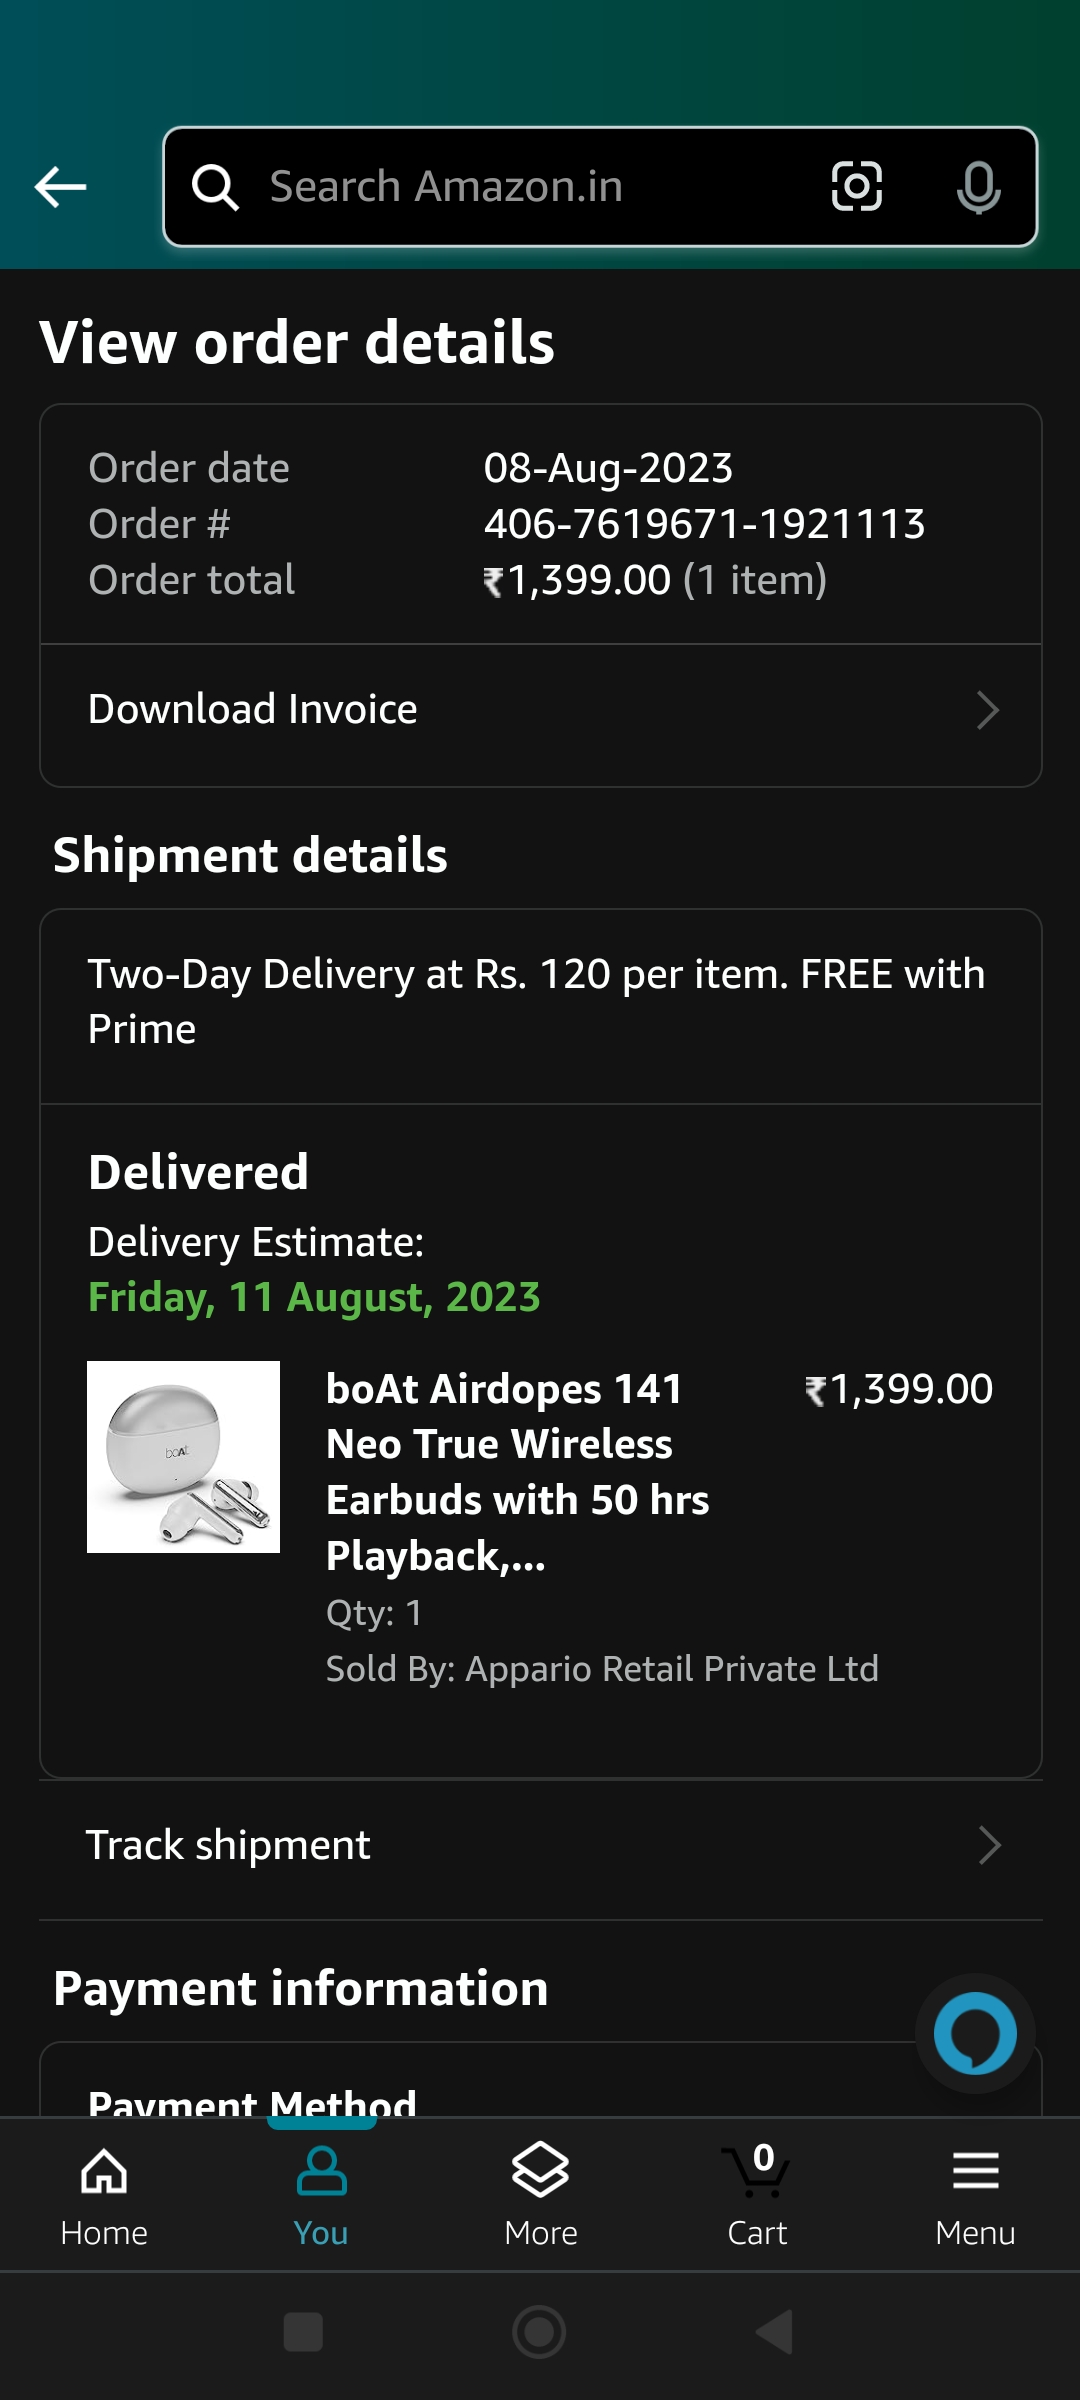 Search Amazon.in
View order details
Order date 08-Aug-2023
Order # 406-7619671-1921113
Order total ₹1,399.00 (1 item)
Download Invoice
Shipment details
Two-Day Delivery at Rs. 120 per item. FREE with
Prime
Delivered
Delivery Estimate:
Friday, 11 August, 2023
boAt
boAt Airdopes 141 ₹1,399.00
Neo True Wireless
Earbuds with 50 hrs
Playback,...
Qty: 1
Sold By: Appario Retail Private Ltd
Track shipment
Payment information
Payment Method
0
Home You More Cart Menu